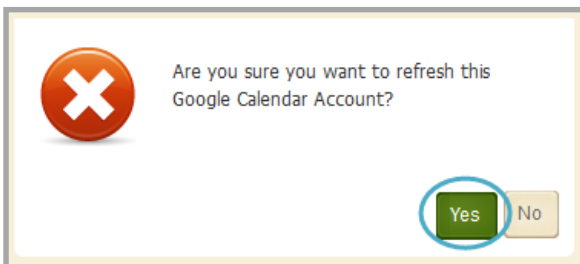 Are you sure you want to refresh this
Google Calendar Account?
Yes No